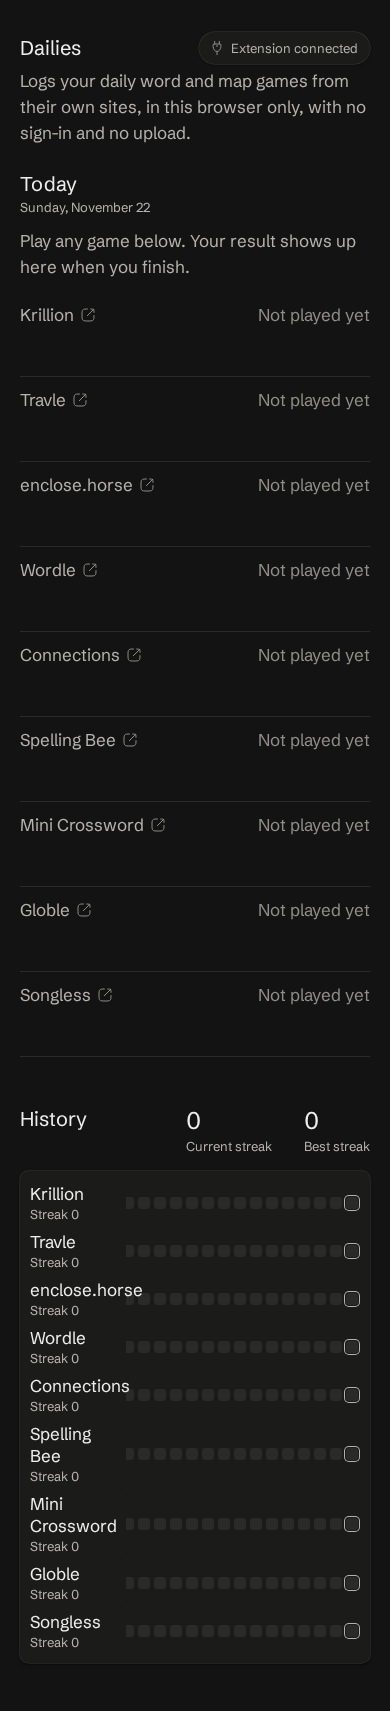 Dailies
Extension connected
Logs your daily word and map games from
their own sites, in this browser only, with no
sign-in and no upload.
Today
Sunday, November 22
Play any game below. Your result shows up
here when you finish.
Krillion
Not played yet
Travle
Not played yet
enclose.horse
Not played yet
Wordle
Not played yet
Connections
Not played yet
Spelling Bee
Not played yet
Mini Crossword
Not played yet
Globle
Not played yet
Songless
Not played yet
History
0
Current streak
0
Best streak
Krillion
Streak 0
Travle
Streak 0
enclose.horse
Streak 0
Wordle
Streak 0
Connections
Streak 0
Spelling
Bee
Streak 0
Mini
Crossword
Streak 0
Globle
Streak 0
Songless
Streak 0